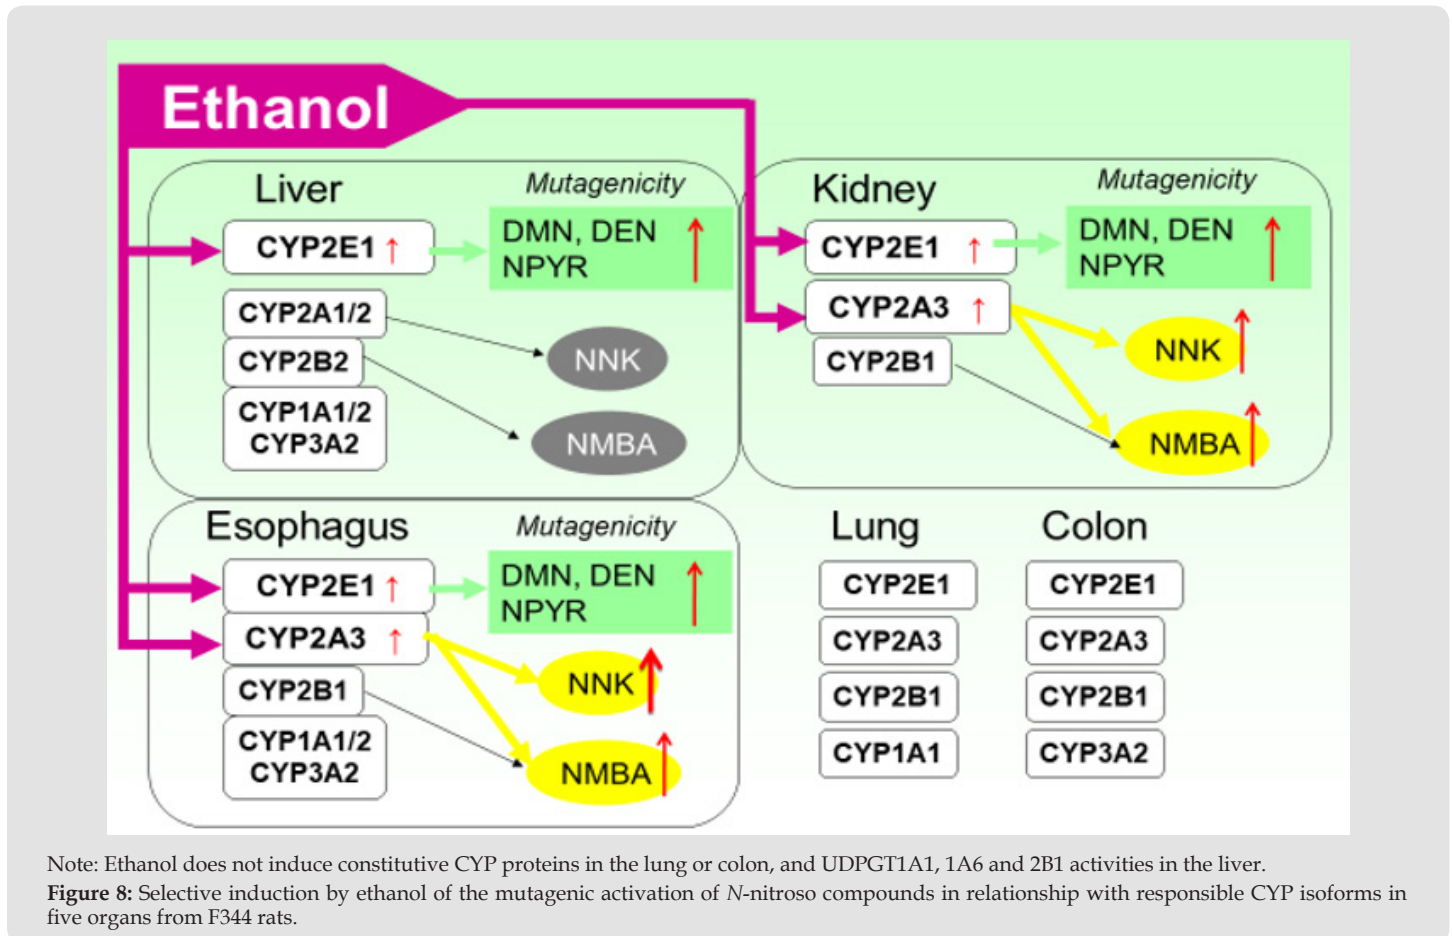 Ethanol
Liver
Mutagenicity
CYP2E1 ↑
DMN, DEN
NPYR
CYP2A1/2
CYP2B2
CYP1A1/2
CYP3A2
NNK
NMBA
Kidney
Mutagenicity
CYP2E1 ↑
DMN, DEN
NPYR
CYP2A3 ↑
CYP2B1
NNK
NMBA
Esophagus
Mutagenicity
CYP2E1 ↑
DMN, DEN
NPYR
CYP2A3 ↑
CYP2B1
CYP1A1/2
CYP3A2
NNK
NMBA
Lung
CYP2E1
CYP2A3
CYP2B1
CYP1A1
Colon
CYP2E1
CYP2A3
CYP2B1
CYP3A2
Note: Ethanol does not induce constitutive CYP proteins in the lung or colon, and UDPGT1A1, 1A6 and 2B1 activities in the liver.
Figure 8: Selective induction by ethanol of the mutagenic activation of N-nitroso compounds in relationship with responsible CYP isoforms in
five organs from F344 rats.